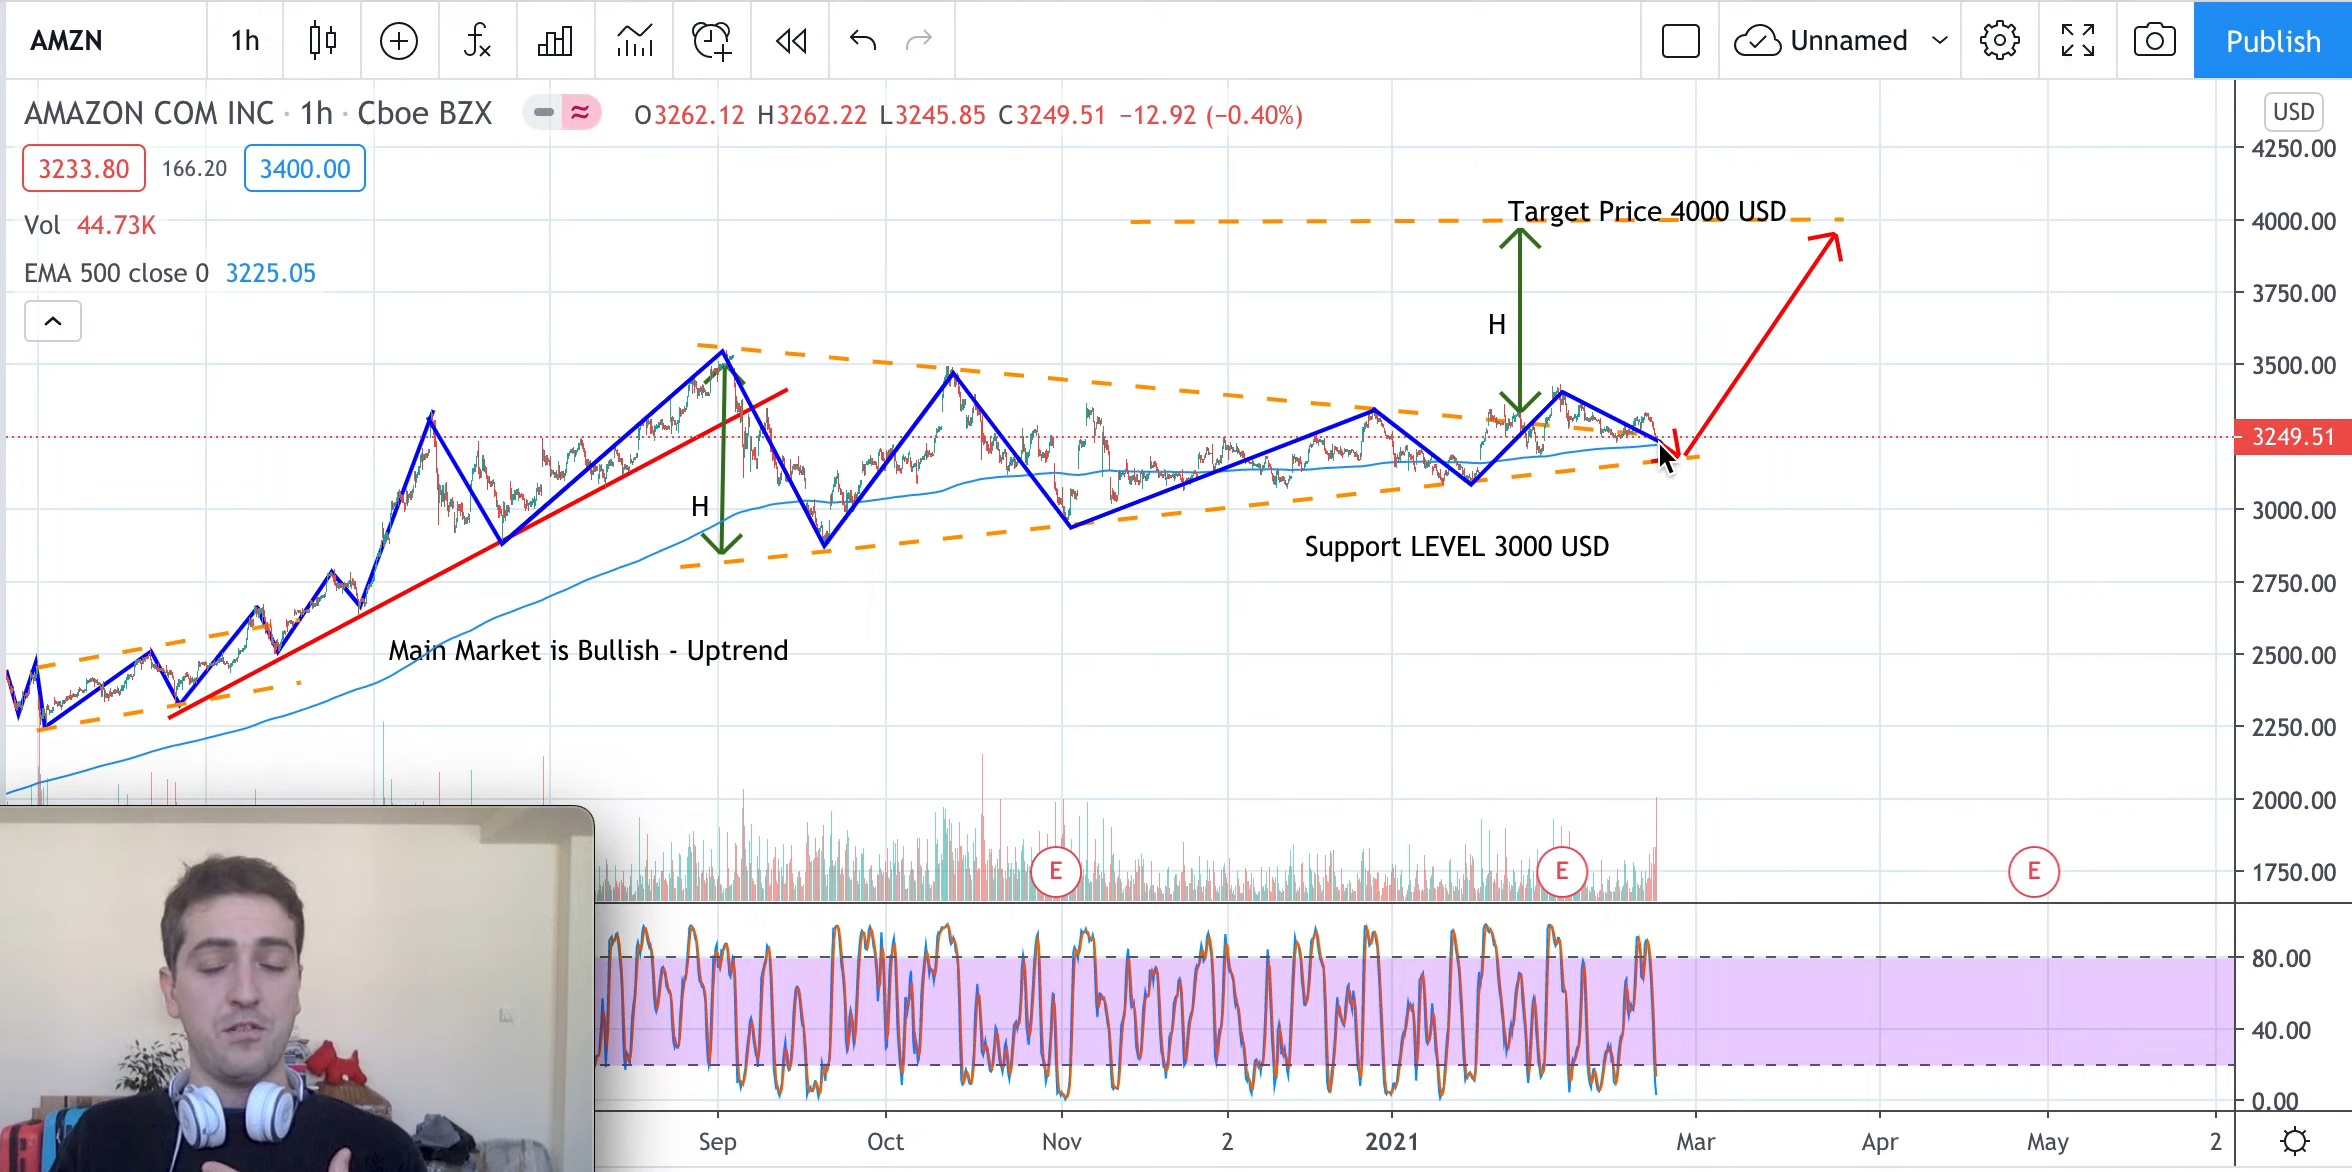 AMZN 1h Unnamed Publish
AMAZON COM INC · 1h · Cboe BZX O3262.12 H3262.22 L3245.85 C3249.51 −12.92 (−0.40%) USD
3233.80 166.20 3400.00
Vol 44.73K
EMA 500 close 0 3225.05
4250.00
Target Price 4000 USD
4000.00
3750.00
H
3500.00
3249.51
H
3000.00
Support LEVEL 3000 USD
2750.00
Main Market is Bullish - Uptrend
2500.00
2250.00
2000.00
E E E
1750.00
80.00
40.00
0.00
Sep Oct Nov 2 2021 Mar Apr May 2